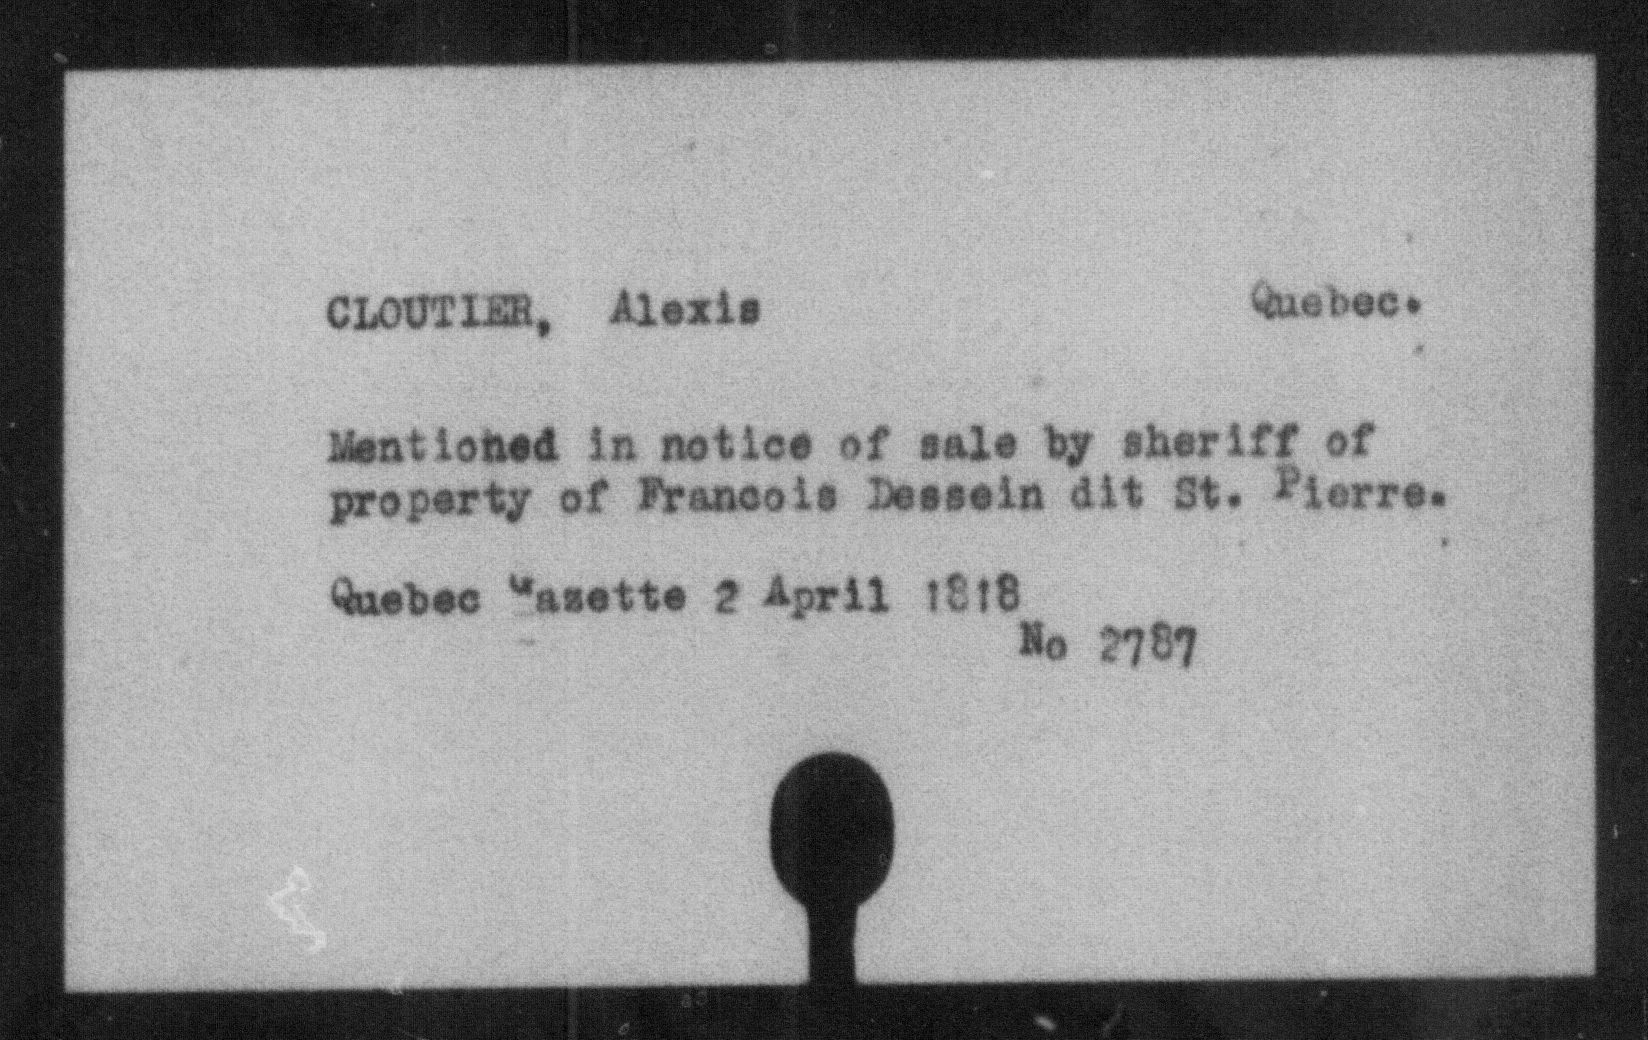 CLOUTIER, Alexis Quebec.
Mentioned in notice of sale by sheriff of
property of Francois Dessein dit St. Pierre.
Quebec Gazette 2 April 1818
No 2787